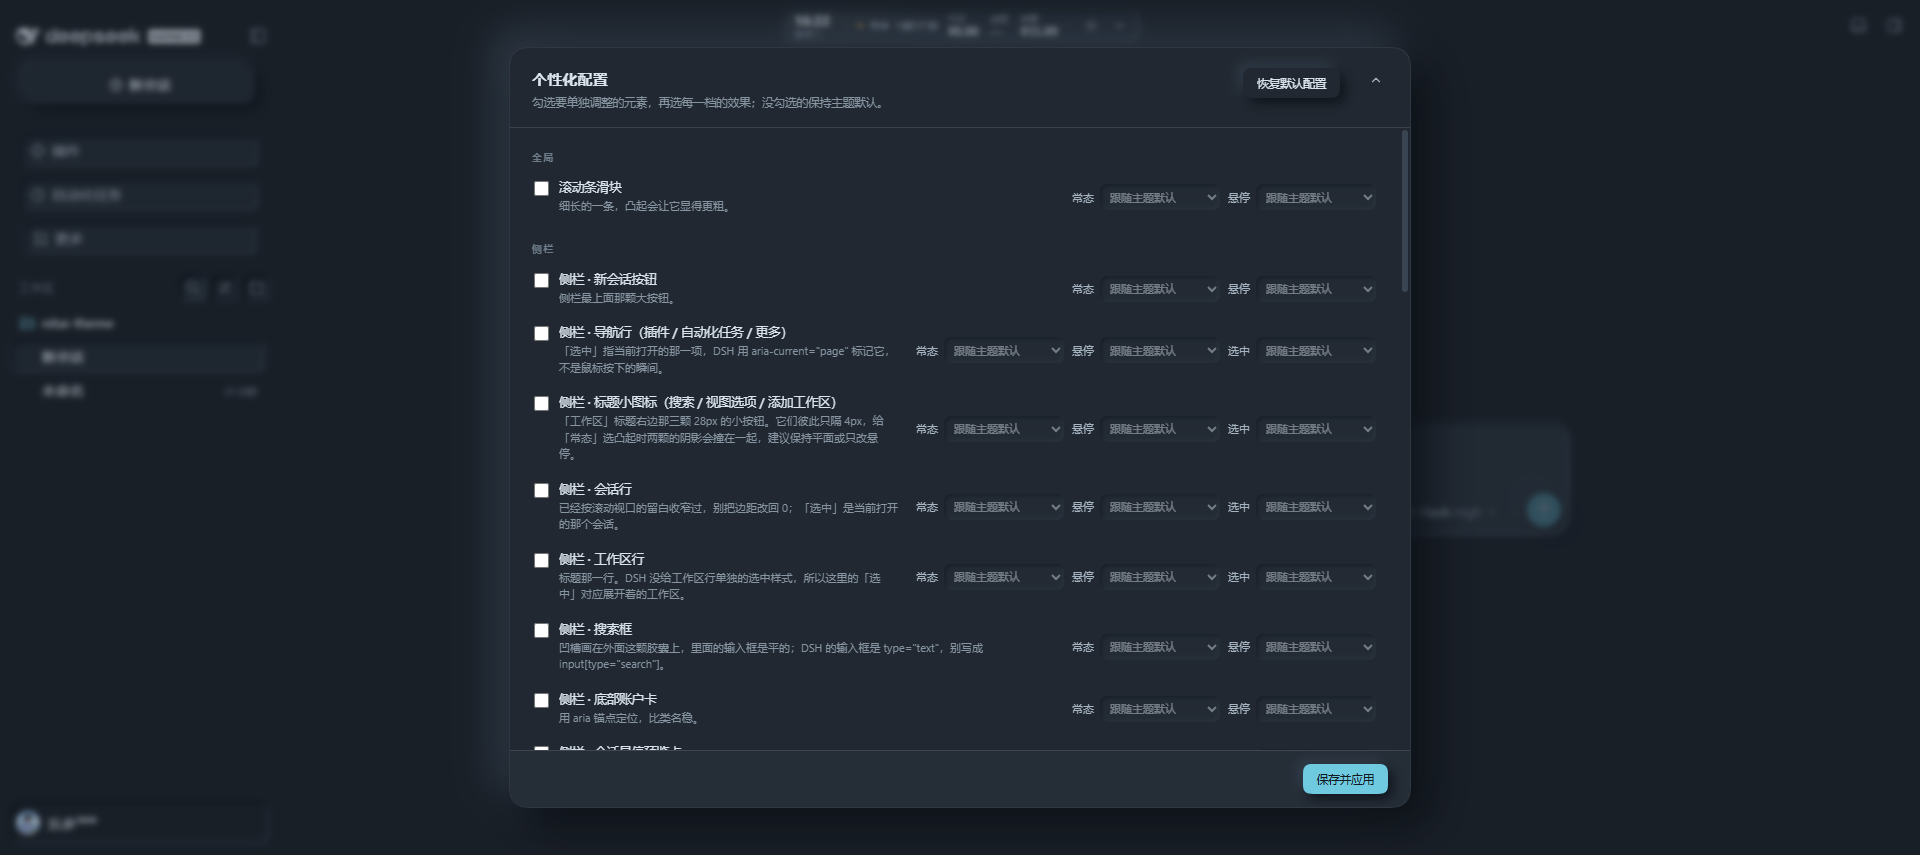 deepseek
个性化配置
恢复默认配置
勾选要单独调整的元素，再选每一档的效果；没勾选的保持主题默认。
全局
滚动条滑块
细长的一条，凸起会让它显得更粗。
常态 跟随主题默认 悬停 跟随主题默认
侧栏
侧栏 · 新会话按钮
侧栏最上面那颗大按钮。
常态 跟随主题默认 悬停 跟随主题默认
侧栏 · 导航行（插件 / 自动化任务 / 更多）
「选中」指当前打开的那一项，DSH 用 aria-current="page" 标记它，
不是鼠标按下的瞬间。
常态 跟随主题默认 悬停 跟随主题默认 选中 跟随主题默认
侧栏 · 标题小图标（搜索 / 视图选项 / 添加工作区）
「工作区」标题右边那三颗 28px 的小按钮。它们彼此只隔 4px，给
「常态」选凸起时两颗的阴影会撞在一起，建议保持平面或只改悬
停。
常态 跟随主题默认 悬停 跟随主题默认 选中 跟随主题默认
侧栏 · 会话行
已经按滚动视口的留白收窄过，别把边距改回 0；「选中」是当前打开
的那个会话。
常态 跟随主题默认 悬停 跟随主题默认 选中 跟随主题默认
侧栏 · 工作区行
标题那一行。DSH 没给工作区行单独的选中样式，所以这里的「选
中」对应展开着的工作区。
常态 跟随主题默认 悬停 跟随主题默认 选中 跟随主题默认
侧栏 · 搜索框
凹槽画在外面这颗胶囊上，里面的输入框是平的；DSH 的输入框是 type="text"，别写成
input[type="search"]。
常态 跟随主题默认 悬停 跟随主题默认
侧栏 · 底部账户卡
用 aria 锚点定位，比类名稳。
常态 跟随主题默认 悬停 跟随主题默认
保存并应用